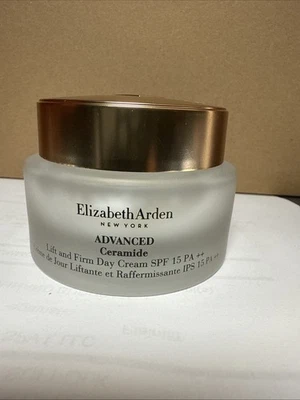 Elizabeth Arden
NEW YORK
ADVANCED
Ceramide
Lift and Firm Day Cream SPF 15 PA ++
de Jour Liftante et Raffermissante IPS 15 PA ++